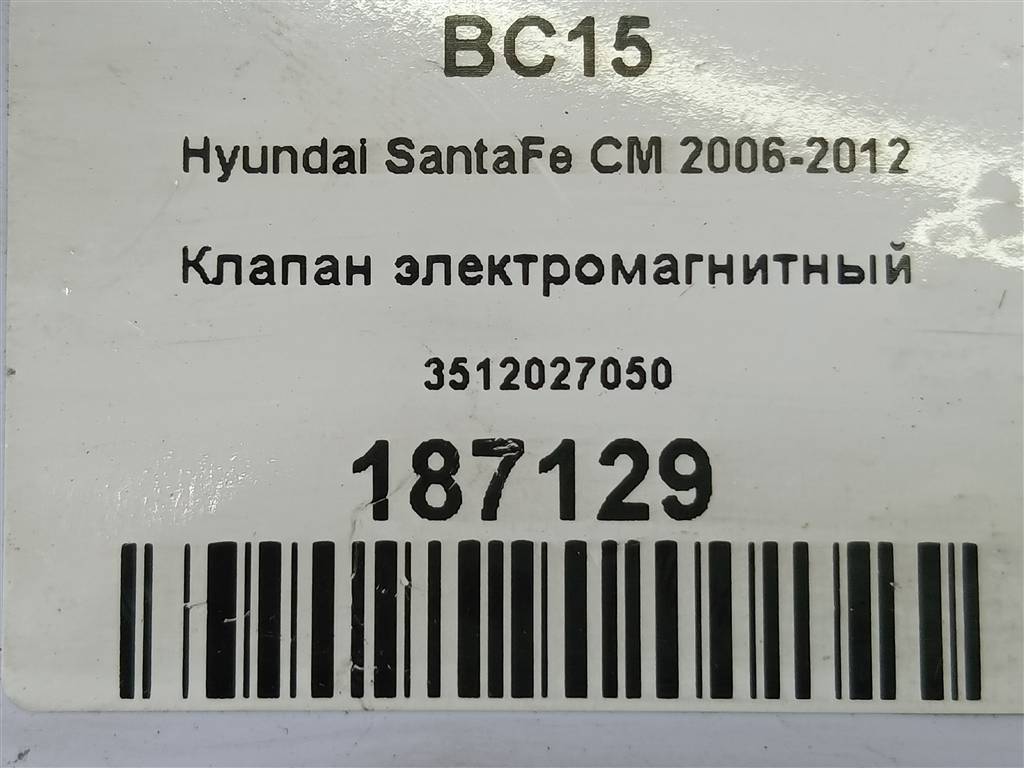 BC15
Hyundai SantaFe CM 2006-2012
Клапан электромагнитный
3512027050
187129